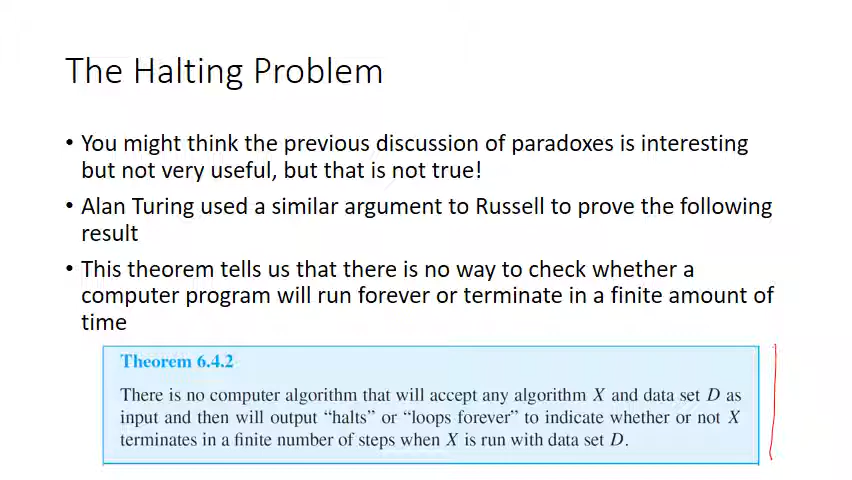 The Halting Problem
• You might think the previous discussion of paradoxes is interesting
but not very useful, but that is not true!
• Alan Turing used a similar argument to Russell to prove the following
result
• This theorem tells us that there is no way to check whether a
computer program will run forever or terminate in a finite amount of
time
Theorem 6.4.2
There is no computer algorithm that will accept any algorithm X and data set D as
input and then will output “halts” or “loops forever” to indicate whether or not X
terminates in a finite number of steps when X is run with data set D.